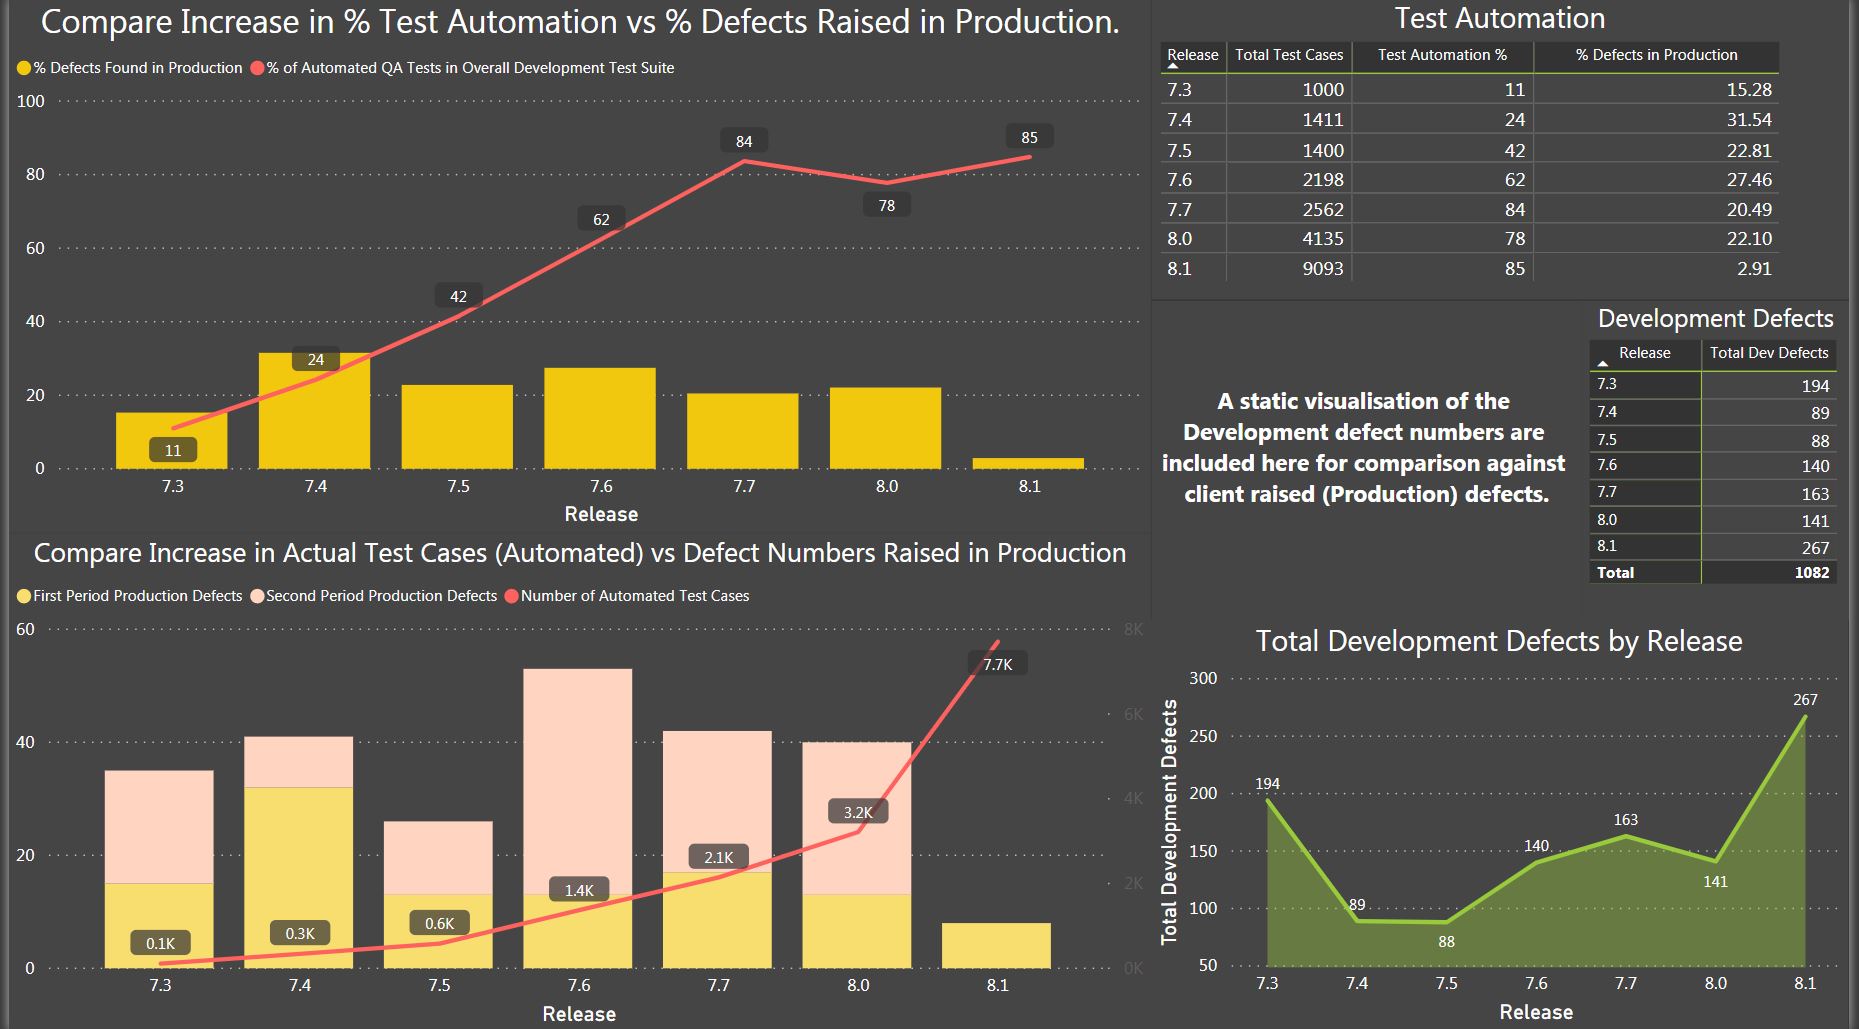 Compare Increase in % Test Automation vs % Defects Raised in Production.
% Defects Found in Production % of Automated QA Tests in Overall Development Test Suite
100
80
60
40
20
0
11
24
42
62
84
78
85
7.3 7.4 7.5 7.6 7.7 8.0 8.1
Release
Test Automation
Release Total Test Cases Test Automation % % Defects in Production
7.3 1000 11 15.28
7.4 1411 24 31.54
7.5 1400 42 22.81
7.6 2198 62 27.46
7.7 2562 84 20.49
8.0 4135 78 22.10
8.1 9093 85 2.91
A static visualisation of the
Development defect numbers are
included here for comparison against
client raised (Production) defects.
Development Defects
Release Total Dev Defects
7.3 194
7.4 89
7.5 88
7.6 140
7.7 163
8.0 141
8.1 267
Total 1082
Compare Increase in Actual Test Cases (Automated) vs Defect Numbers Raised in Production
First Period Production Defects Second Period Production Defects Number of Automated Test Cases
60
40
20
0
8K
6K
4K
2K
0K
0.1K
0.3K
0.6K
1.4K
2.1K
3.2K
7.7K
7.3 7.4 7.5 7.6 7.7 8.0 8.1
Release
Total Development Defects by Release
Total Development Defects
300
250
200
150
100
50
194
89
88
140
163
141
267
7.3 7.4 7.5 7.6 7.7 8.0 8.1
Release